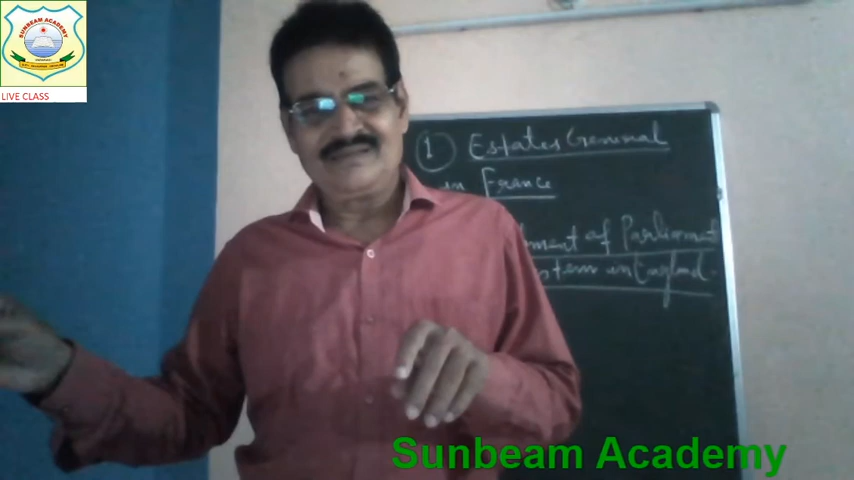 SUNBEAM ACADEMY
LIVE CLASS
1 Estates General
in France
of Parliament
in England.
Sunbeam Academy